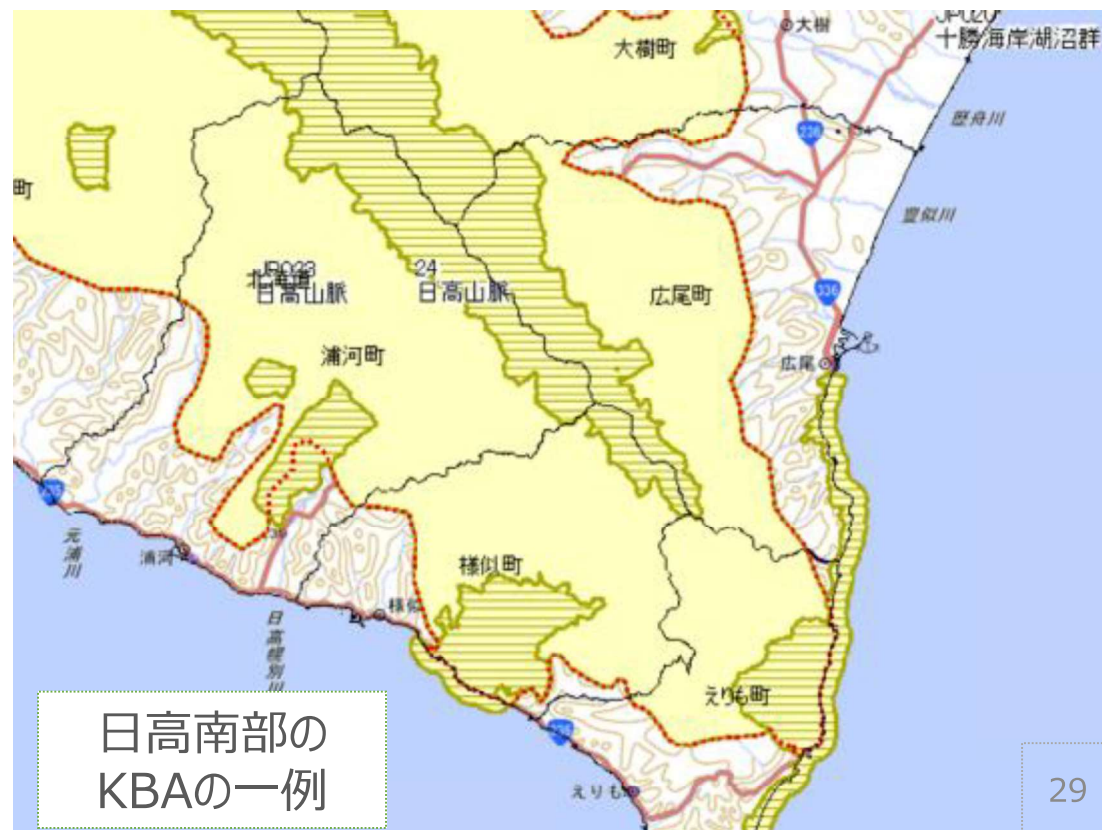 JP020
十勝海岸湖沼群
大樹
大樹町
歴舟川
236
町
豊似川
JP023
北海道
日高山脈
24
日高山脈
広尾町
336
浦河町
広尾
元浦川
浦河
様似町
様似
日高幌別川
えりも町
えりも
日高南部の
KBAの一例
29